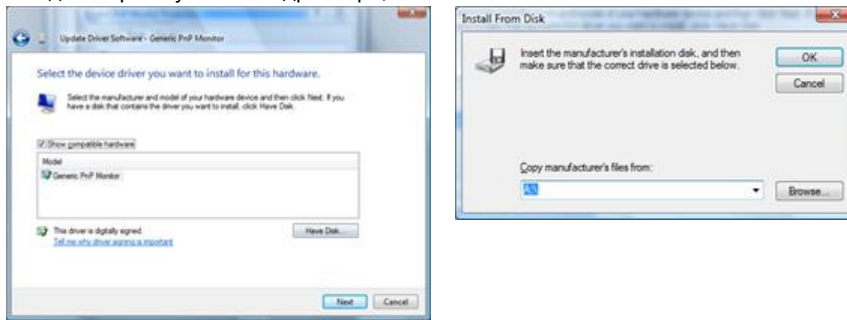 Update Driver Software - Generic PnP Monitor
Select the device driver you want to install for this hardware.
Select the manufacturer and model of your hardware device and then click Next. If you
have a disk that contains the driver you want to install, click Have Disk.
Show compatible hardware
Model
Generic PnP Monitor
This driver is digitally signed.
Tell me why driver signing is important
Have Disk...
Next
Cancel
Install From Disk
Insert the manufacturer's installation disk, and then
make sure that the correct drive is selected below.
OK
Cancel
Copy manufacturer's files from:
A:\
Browse...